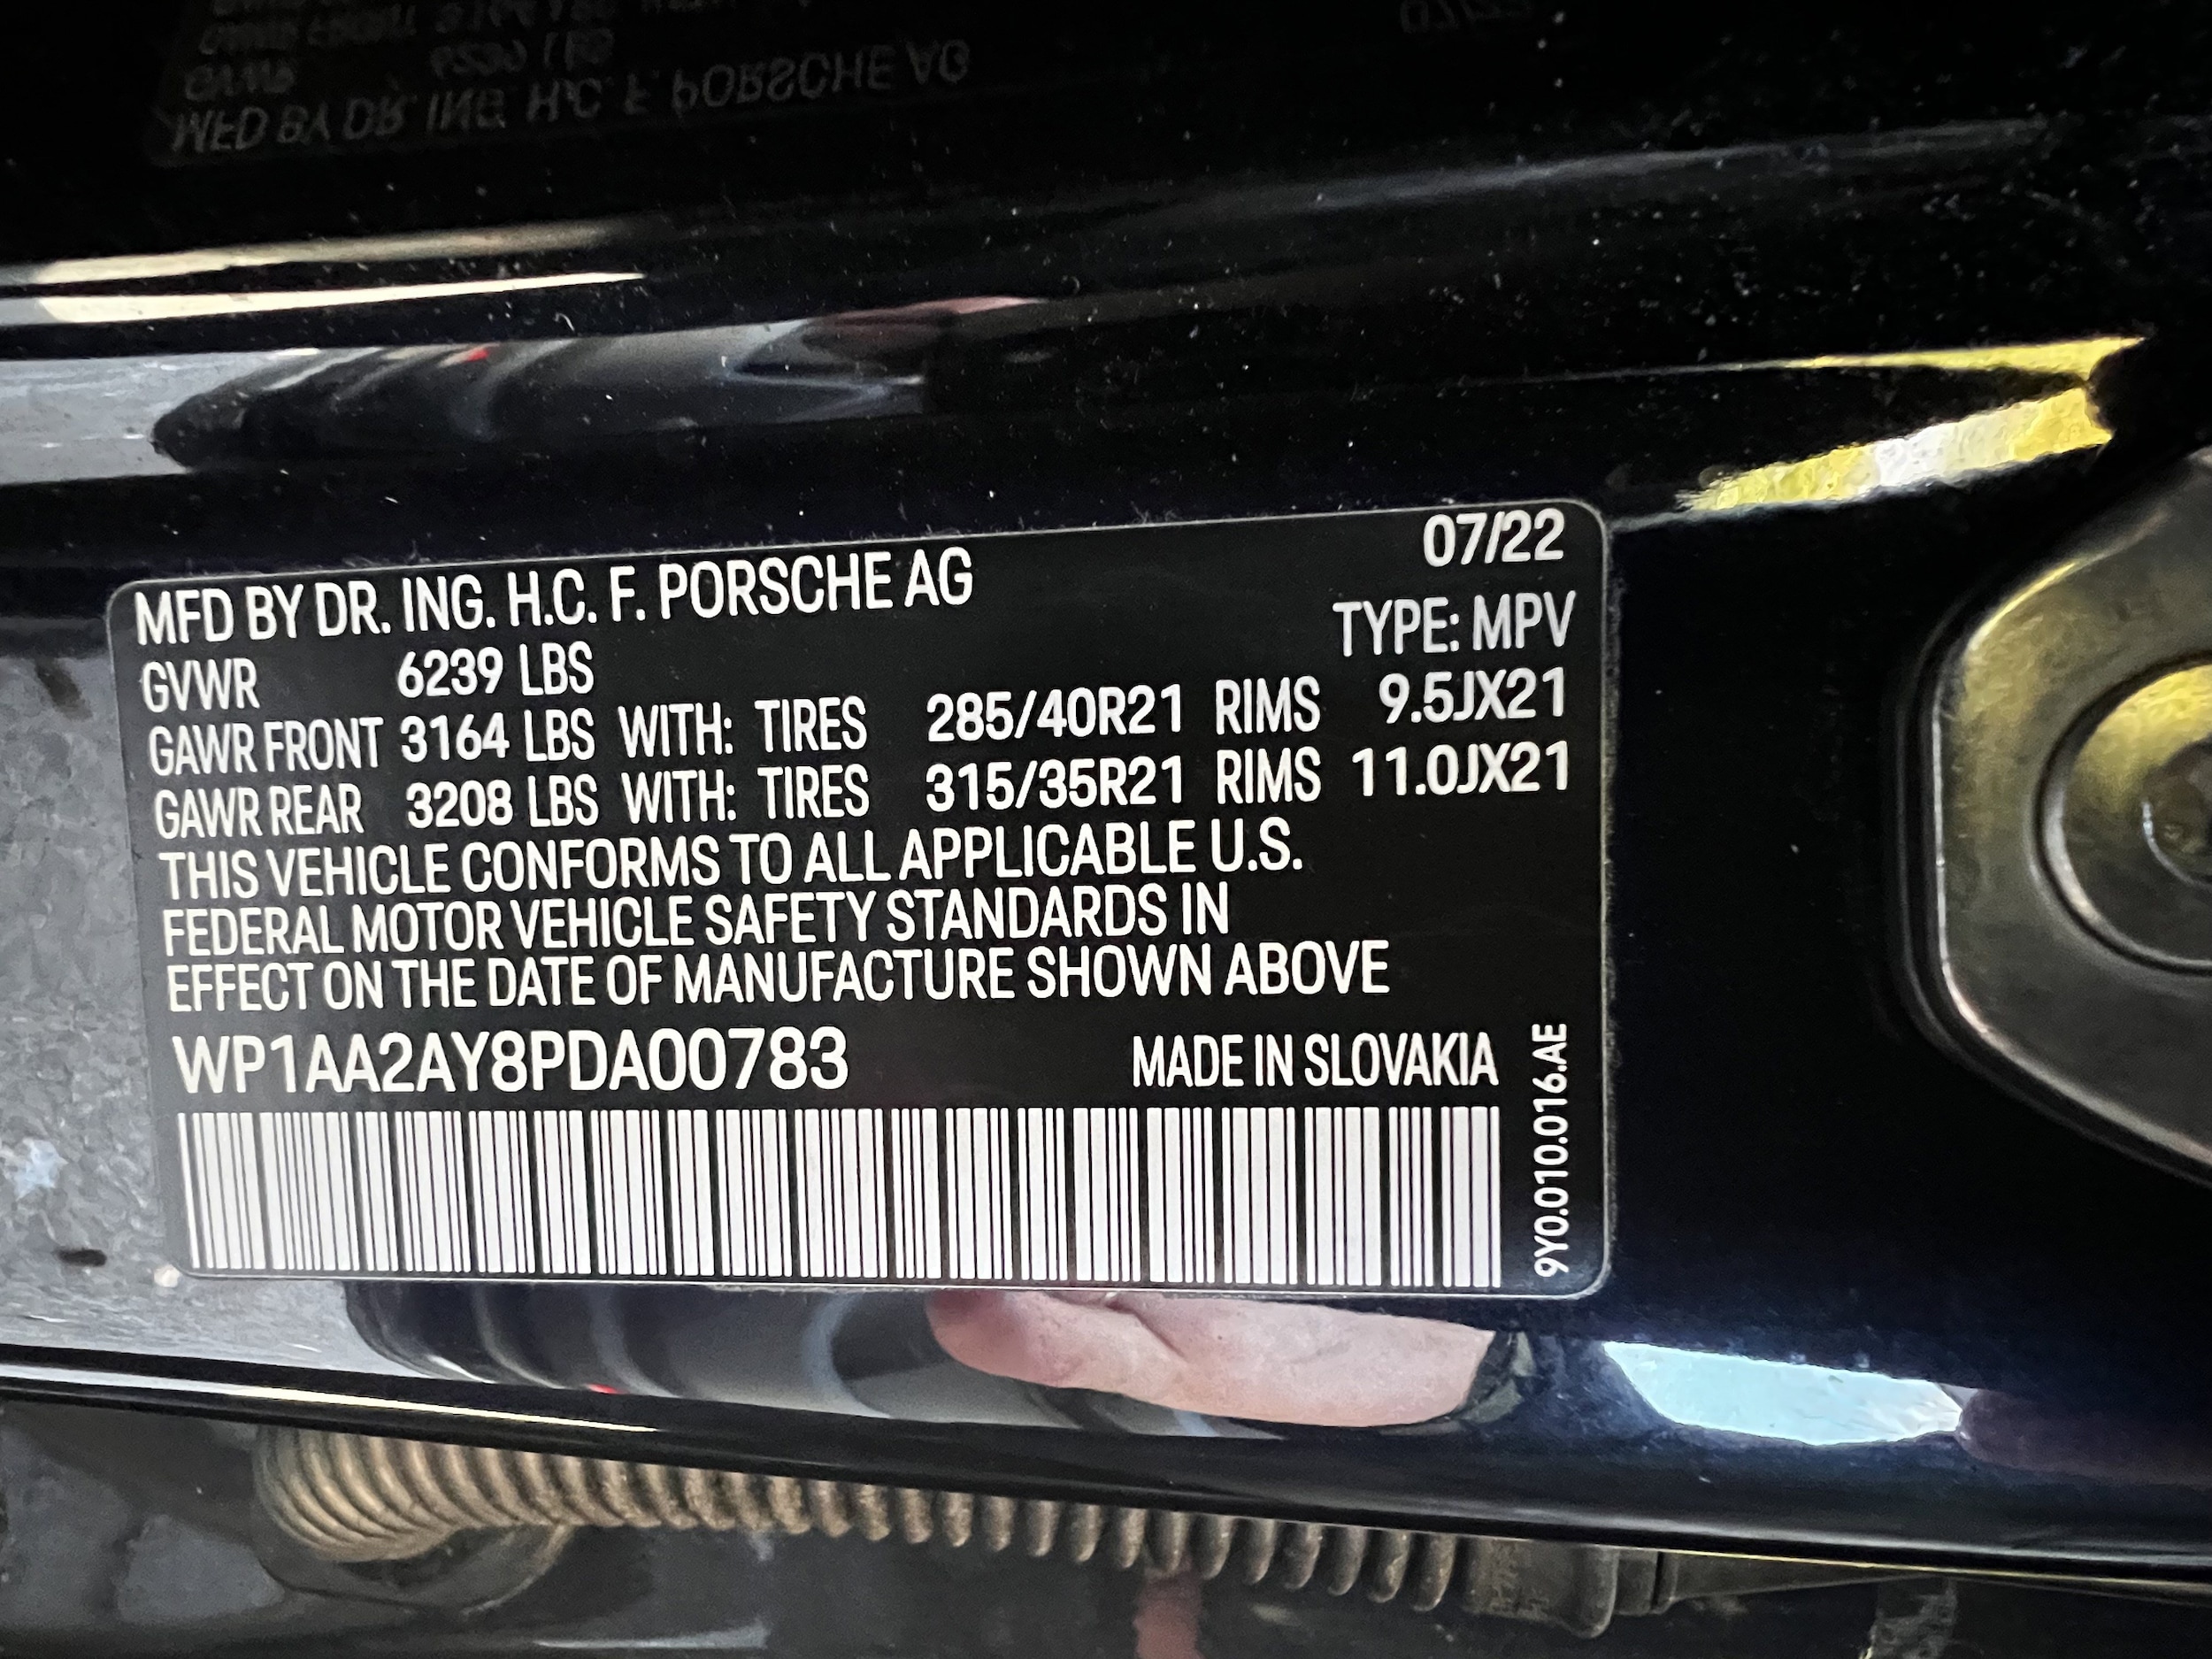 MFD BY DR. ING. H.C. F. PORSCHE AG 07/22
TYPE: MPV
GVWR 6239 LBS
GAWR FRONT 3164 LBS WITH: TIRES 285/40R21 RIMS 9.5JX21
GAWR REAR 3208 LBS WITH: TIRES 315/35R21 RIMS 11.0JX21
THIS VEHICLE CONFORMS TO ALL APPLICABLE U.S.
FEDERAL MOTOR VEHICLE SAFETY STANDARDS IN
EFFECT ON THE DATE OF MANUFACTURE SHOWN ABOVE
WP1AA2AY8PDA00783 MADE IN SLOVAKIA
9Y0.010.016.AE